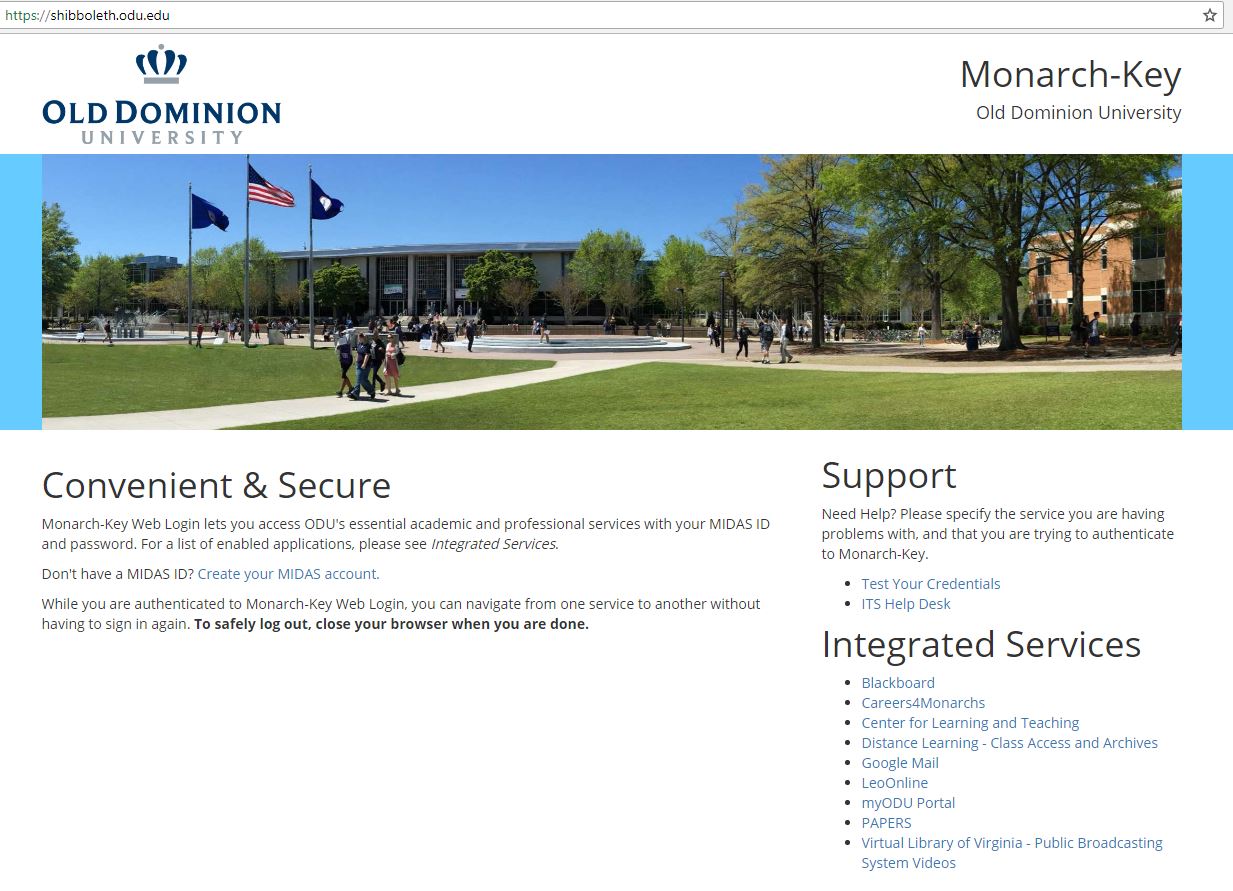 https://shibboleth.odu.edu
OLD DOMINION
UNIVERSITY
Monarch-Key
Old Dominion University
Convenient & Secure
Monarch-Key Web Login lets you access ODU's essential academic and professional services with your MIDAS ID
and password. For a list of enabled applications, please see Integrated Services.
Don't have a MIDAS ID? Create your MIDAS account.
While you are authenticated to Monarch-Key Web Login, you can navigate from one service to another without
having to sign in again. To safely log out, close your browser when you are done.
Support
Need Help? Please specify the service you are having
problems with, and that you are trying to authenticate
to Monarch-Key.
Test Your Credentials
ITS Help Desk
Integrated Services
Blackboard
Careers4Monarchs
Center for Learning and Teaching
Distance Learning - Class Access and Archives
Google Mail
LeoOnline
myODU Portal
PAPERS
Virtual Library of Virginia - Public Broadcasting
System Videos